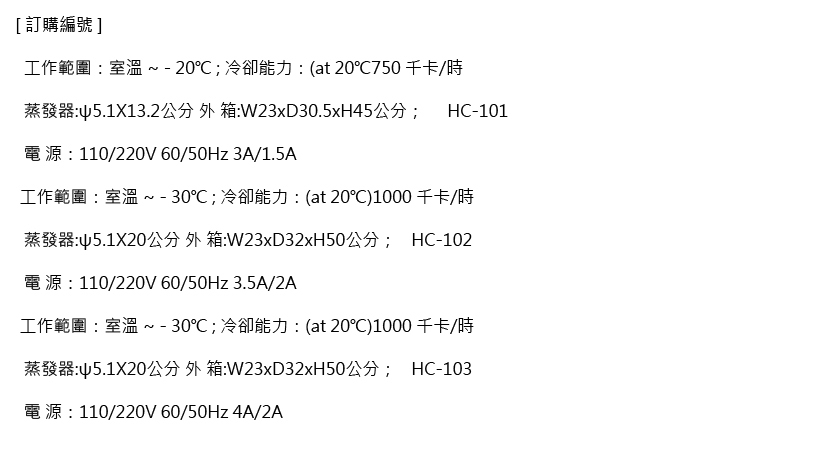 [ 訂購編號 ]
工作範圍：室溫 ~ - 20℃ ; 冷卻能力：(at 20℃750 千卡/時
蒸發器:ψ5.1X13.2公分 外 箱:W23xD30.5xH45公分； HC-101
電 源：110/220V 60/50Hz 3A/1.5A
工作範圍：室溫 ~ - 30℃ ; 冷卻能力：(at 20℃)1000 千卡/時
蒸發器:ψ5.1X20公分 外 箱:W23xD32xH50公分； HC-102
電 源：110/220V 60/50Hz 3.5A/2A
工作範圍：室溫 ~ - 30℃ ; 冷卻能力：(at 20℃)1000 千卡/時
蒸發器:ψ5.1X20公分 外 箱:W23xD32xH50公分； HC-103
電 源：110/220V 60/50Hz 4A/2A